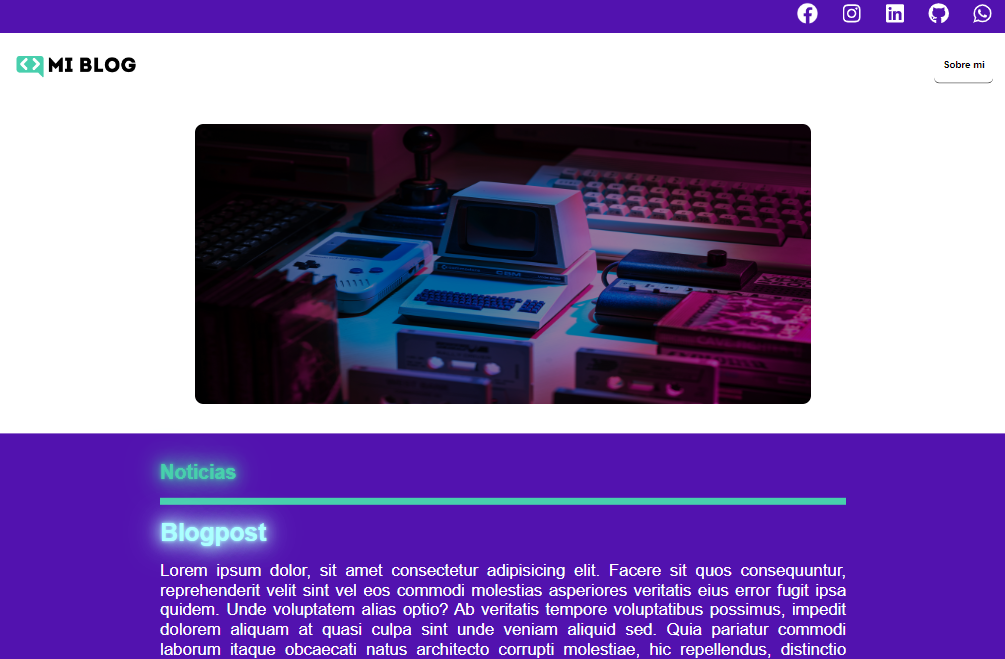 MI BLOG
Sobre mi
Noticias
Blogpost
Lorem ipsum dolor, sit amet consectetur adipisicing elit. Facere sit quos consequuntur,
reprehenderit velit sint vel eos commodi molestias asperiores veritatis eius error fugit ipsa
quidem. Unde voluptatem alias optio? Ab veritatis tempore voluptatibus possimus, impedit
dolorem aliquam at quasi culpa sint unde veniam aliquid sed. Quia pariatur commodi
laborum itaque obcaecati natus architecto corrupti molestiae, hic repellendus, distinctio